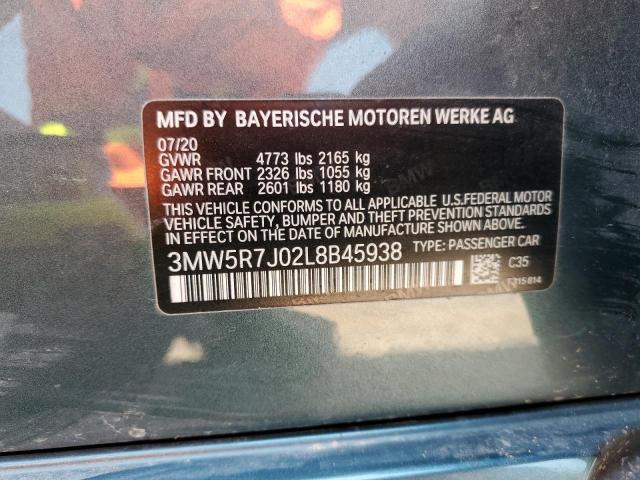 MFD BY BAYERISCHE MOTOREN WERKE AG
07/20
GVWR 4773 lbs 2165 kg
GAWR FRONT 2326 lbs 1055 kg
GAWR REAR 2601 lbs 1180 kg
THIS VEHICLE CONFORMS TO ALL APPLICABLE U.S.FEDERAL MOTOR
VEHICLE SAFETY, BUMPER AND THEFT PREVENTION STANDARDS
IN EFFECT ON THE DATE OF MANUFACTURE SHOWN ABOVE.
3MW5R7J02L8B45938 TYPE: PASSENGER CAR
C35
7315814